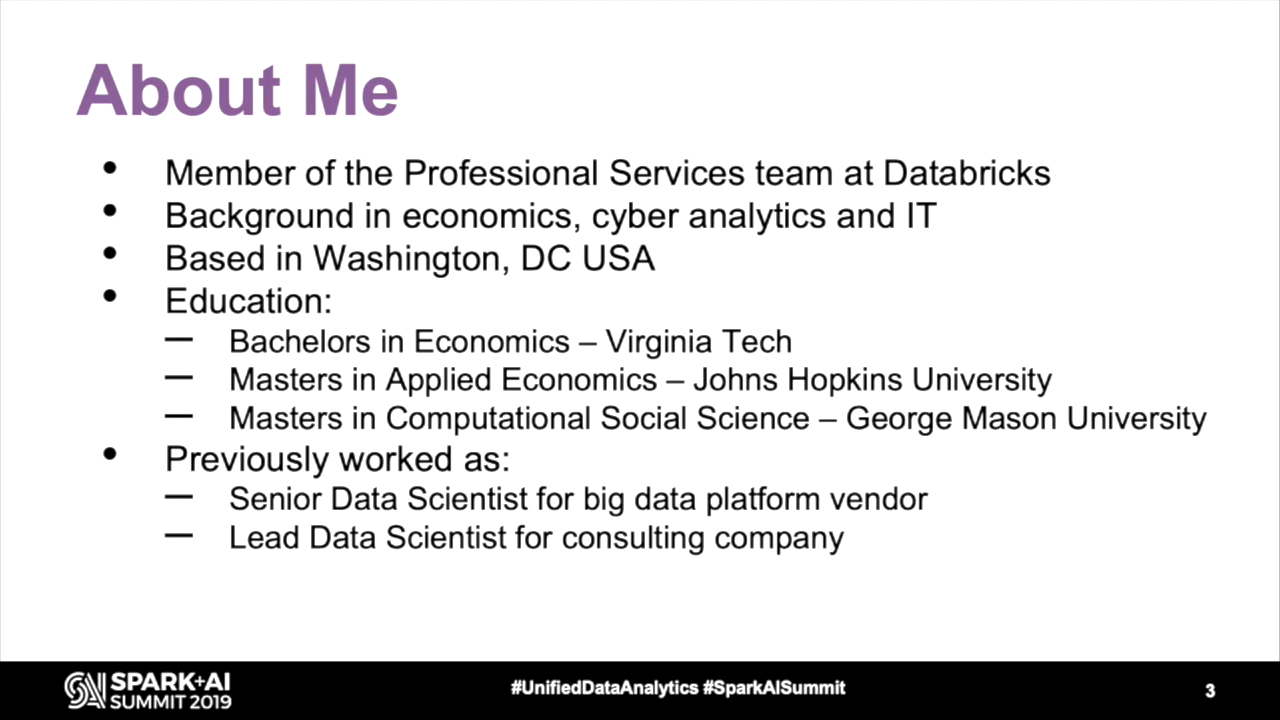 About Me
• Member of the Professional Services team at Databricks
• Background in economics, cyber analytics and IT
• Based in Washington, DC USA
• Education:
— Bachelors in Economics – Virginia Tech
— Masters in Applied Economics – Johns Hopkins University
— Masters in Computational Social Science – George Mason University
• Previously worked as:
— Senior Data Scientist for big data platform vendor
— Lead Data Scientist for consulting company
SPARK+AI
SUMMIT 2019
#UnifiedDataAnalytics #SparkAISummit
3